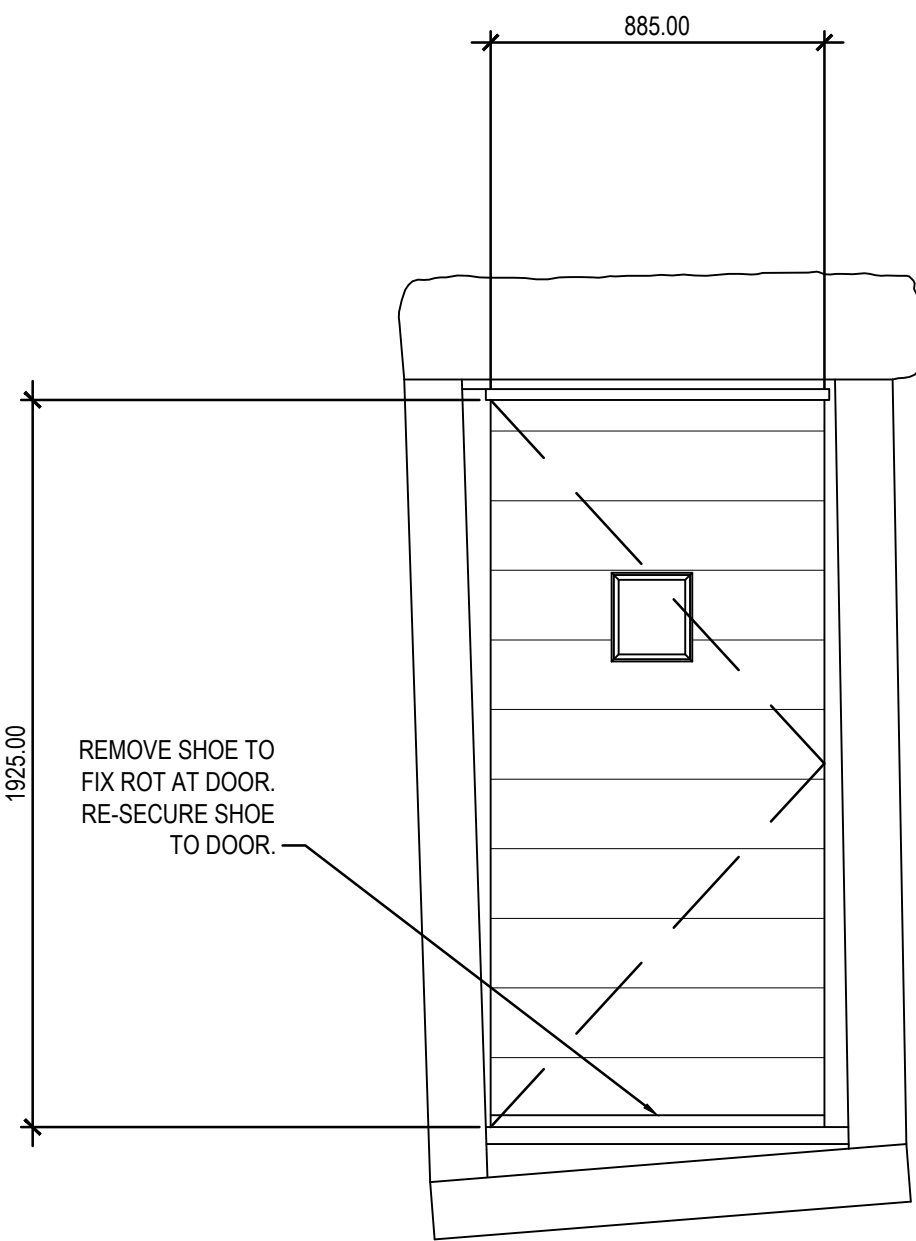 885.00
1925.00
REMOVE SHOE TO
FIX ROT AT DOOR.
RE-SECURE SHOE
TO DOOR.